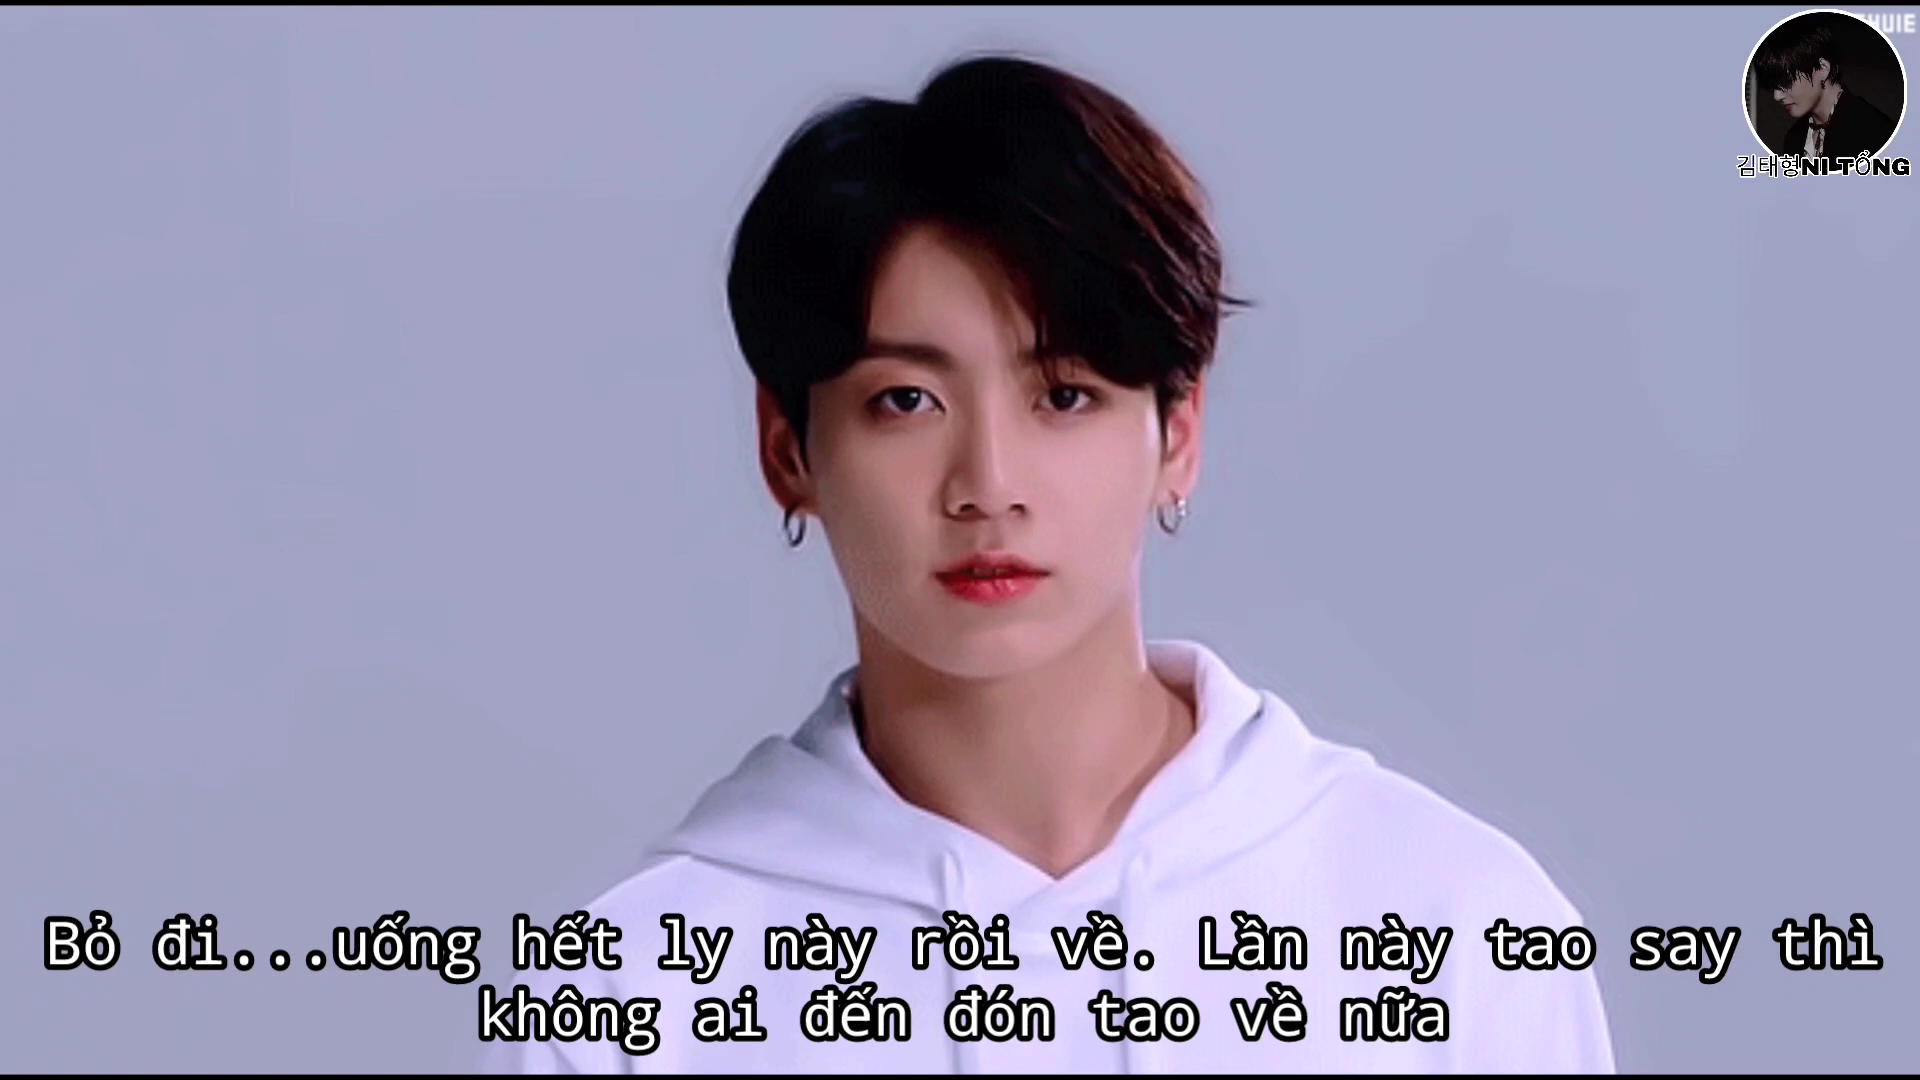 김태형NI TỔNG
Bỏ đi...uống hết ly này rồi về. Lần này tao say thì
không ai đến đón tao về nữa